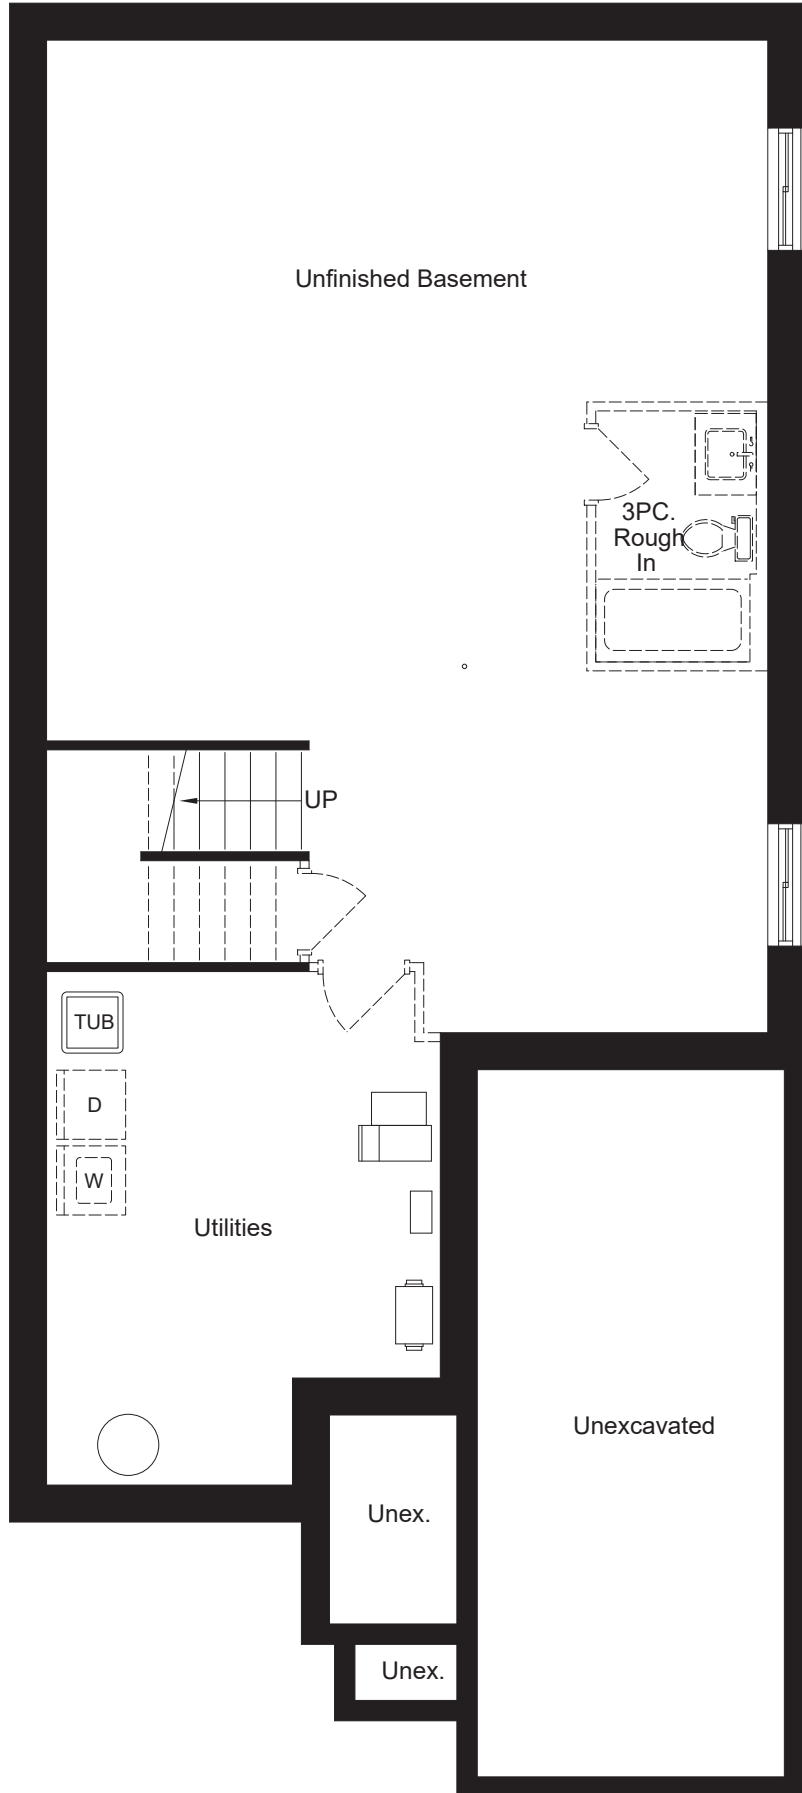 Unfinished Basement
3PC.
Rough
In
UP
TUB
D
W
Utilities
Unexcavated
Unex.
Unex.